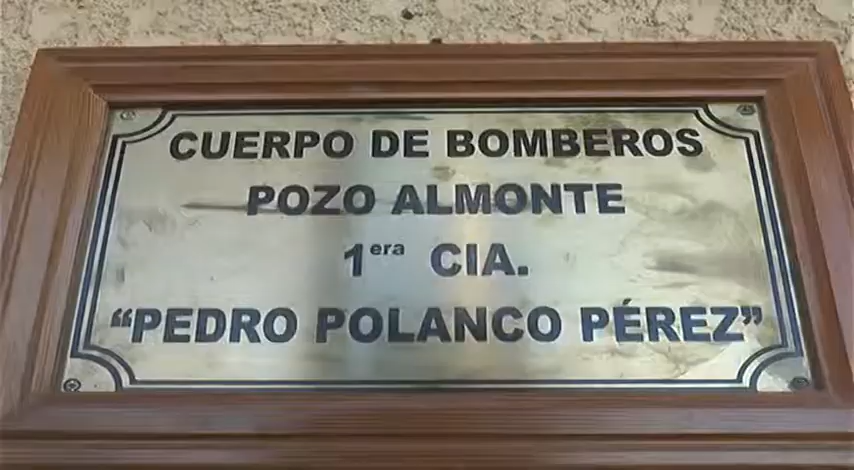 CUERPO DE BOMBEROS
POZO ALMONTE
1era CIA.
“PEDRO POLANCO PÉREZ”